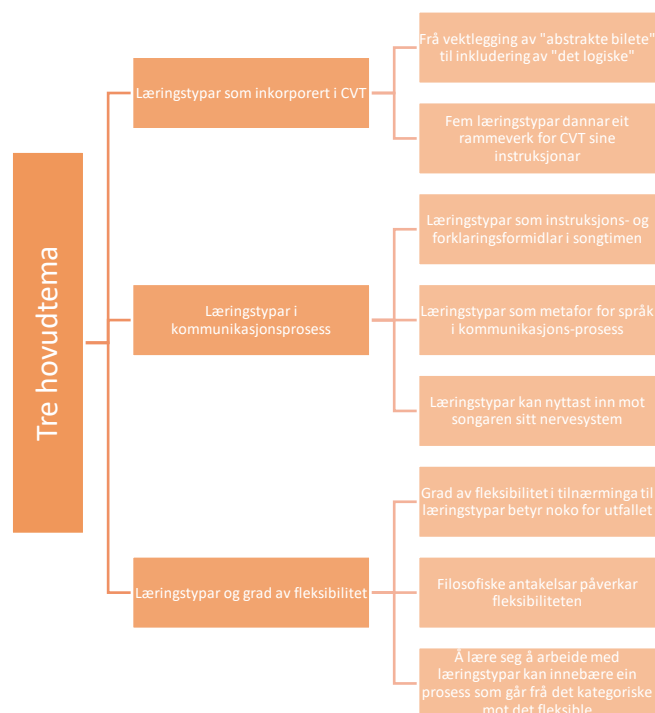 Tre hovudtema
Læringstypar som inkorporert i CVT
Frå vektlegging av "abstrakte bilete"
til inkludering av "det logiske"
Fem læringstypar dannar eit
rammeverk for CVT sine
instruksjonar
Læringstypar i
kommunikasjonsprosess
Læringstypar som instruksjons- og
forklaringsformidlar i songtimen
Læringstypar som metafor for språk
i kommunikasjons-prosess
Læringstypar kan nyttast inn mot
songaren sitt nervesystem
Læringstypar og grad av fleksibilitet
Grad av fleksibilitet i tilnærminga til
læringstypar betyr noko for utfallet
Filosofiske antakelsar påverkar
fleksibiliteten
Å lære seg å arbeide med
læringstypar kan innebære ein
prosess som går frå det kategoriske
mot det fleksible